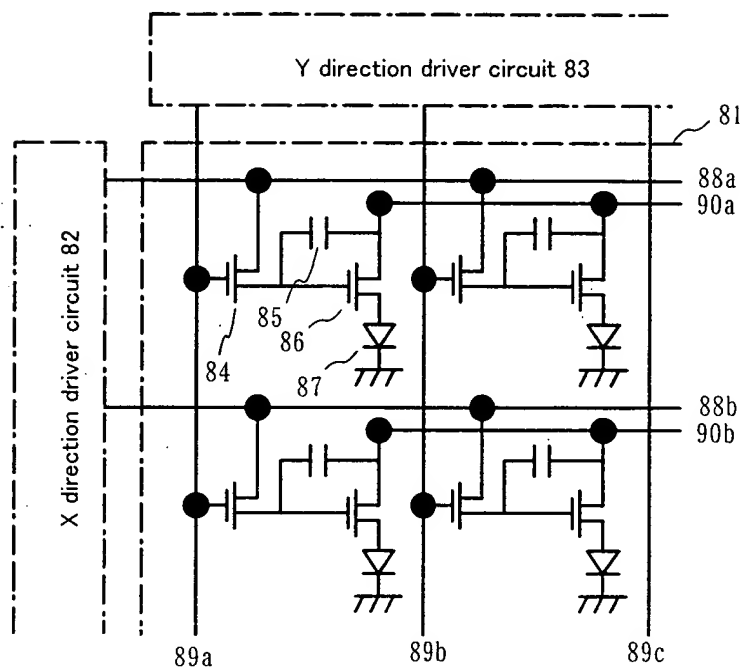 Y direction driver circuit 83
81
88a
90a
X direction driver circuit 82
85
86
84
87
88b
90b
89a
89b
89c